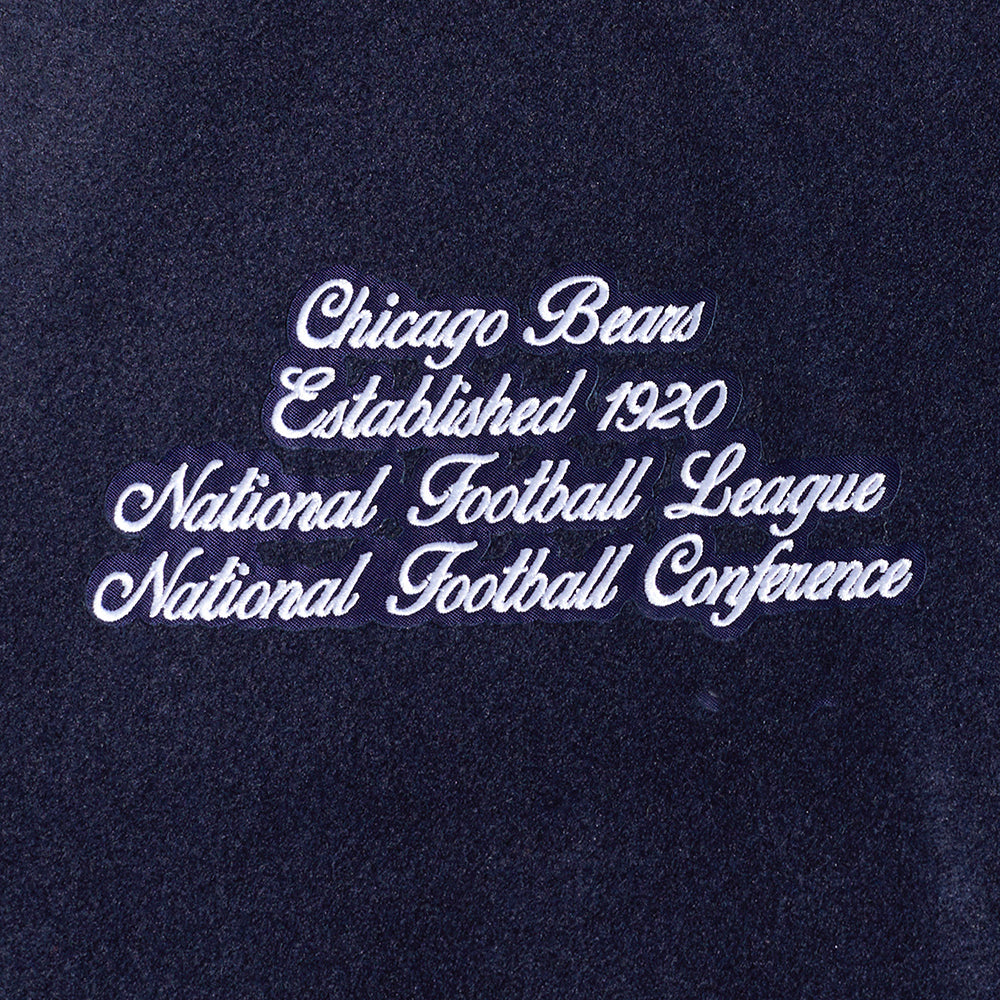 Chicago Bears
Established 1920
National Football League
National Football Conference